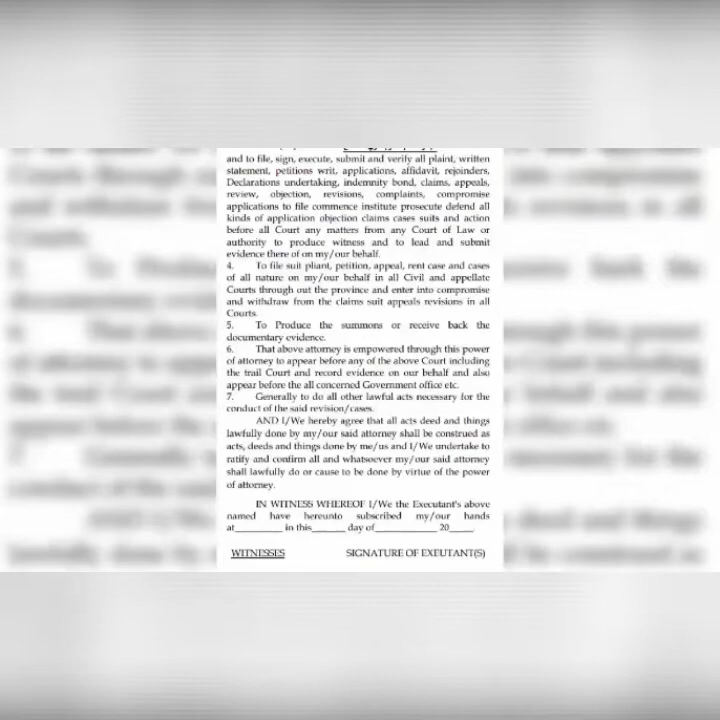 and to file, sign, execute, submit and verify all plaint, written
statement, petitions writ, applications, affidavit, rejoinders,
Declarations undertaking, indemnity bond, claims, appeals,
review, objection, revisions, complaints, compromise
applications to file commence institute prosecute defend all
kinds of application objection claims cases suits and action
before all Court any matters from any Court of Law or
authority to produce witness and to lead and submit
evidence there of on my/our behalf.
4. To file suit pliant, petition, appeal, rent case and cases
of all nature on my/our behalf in all Civil and appellate
Courts through out the province and enter into compromise
and withdraw from the claims suit appeals revisions in all
Courts.
5. To Produce the summons or receive back the
documentary evidence.
6. That above attorney is empowered through this power
of attorney to appear before any of the above Court including
the trail Court and record evidence on our behalf and also
appear before the all concerned Government office etc.
7. Generally to do all other lawful acts necessary for the
conduct of the said revision/cases.
AND I/We hereby agree that all acts deed and things
lawfully done by my/our said attorney shall be construed as
acts, deeds and things done by me/us and I/We undertake to
ratify and confirm all and whatsoever my/our said attorney
shall lawfully do or cause to be done by virtue of the power
of attorney.
IN WITNESS WHEREOF I/We the Executant's above
named have hereunto subscribed my/our hands
at_________ in this______ day of____________ 20_____.
WITNESSES SIGNATURE OF EXEUTANT(S)